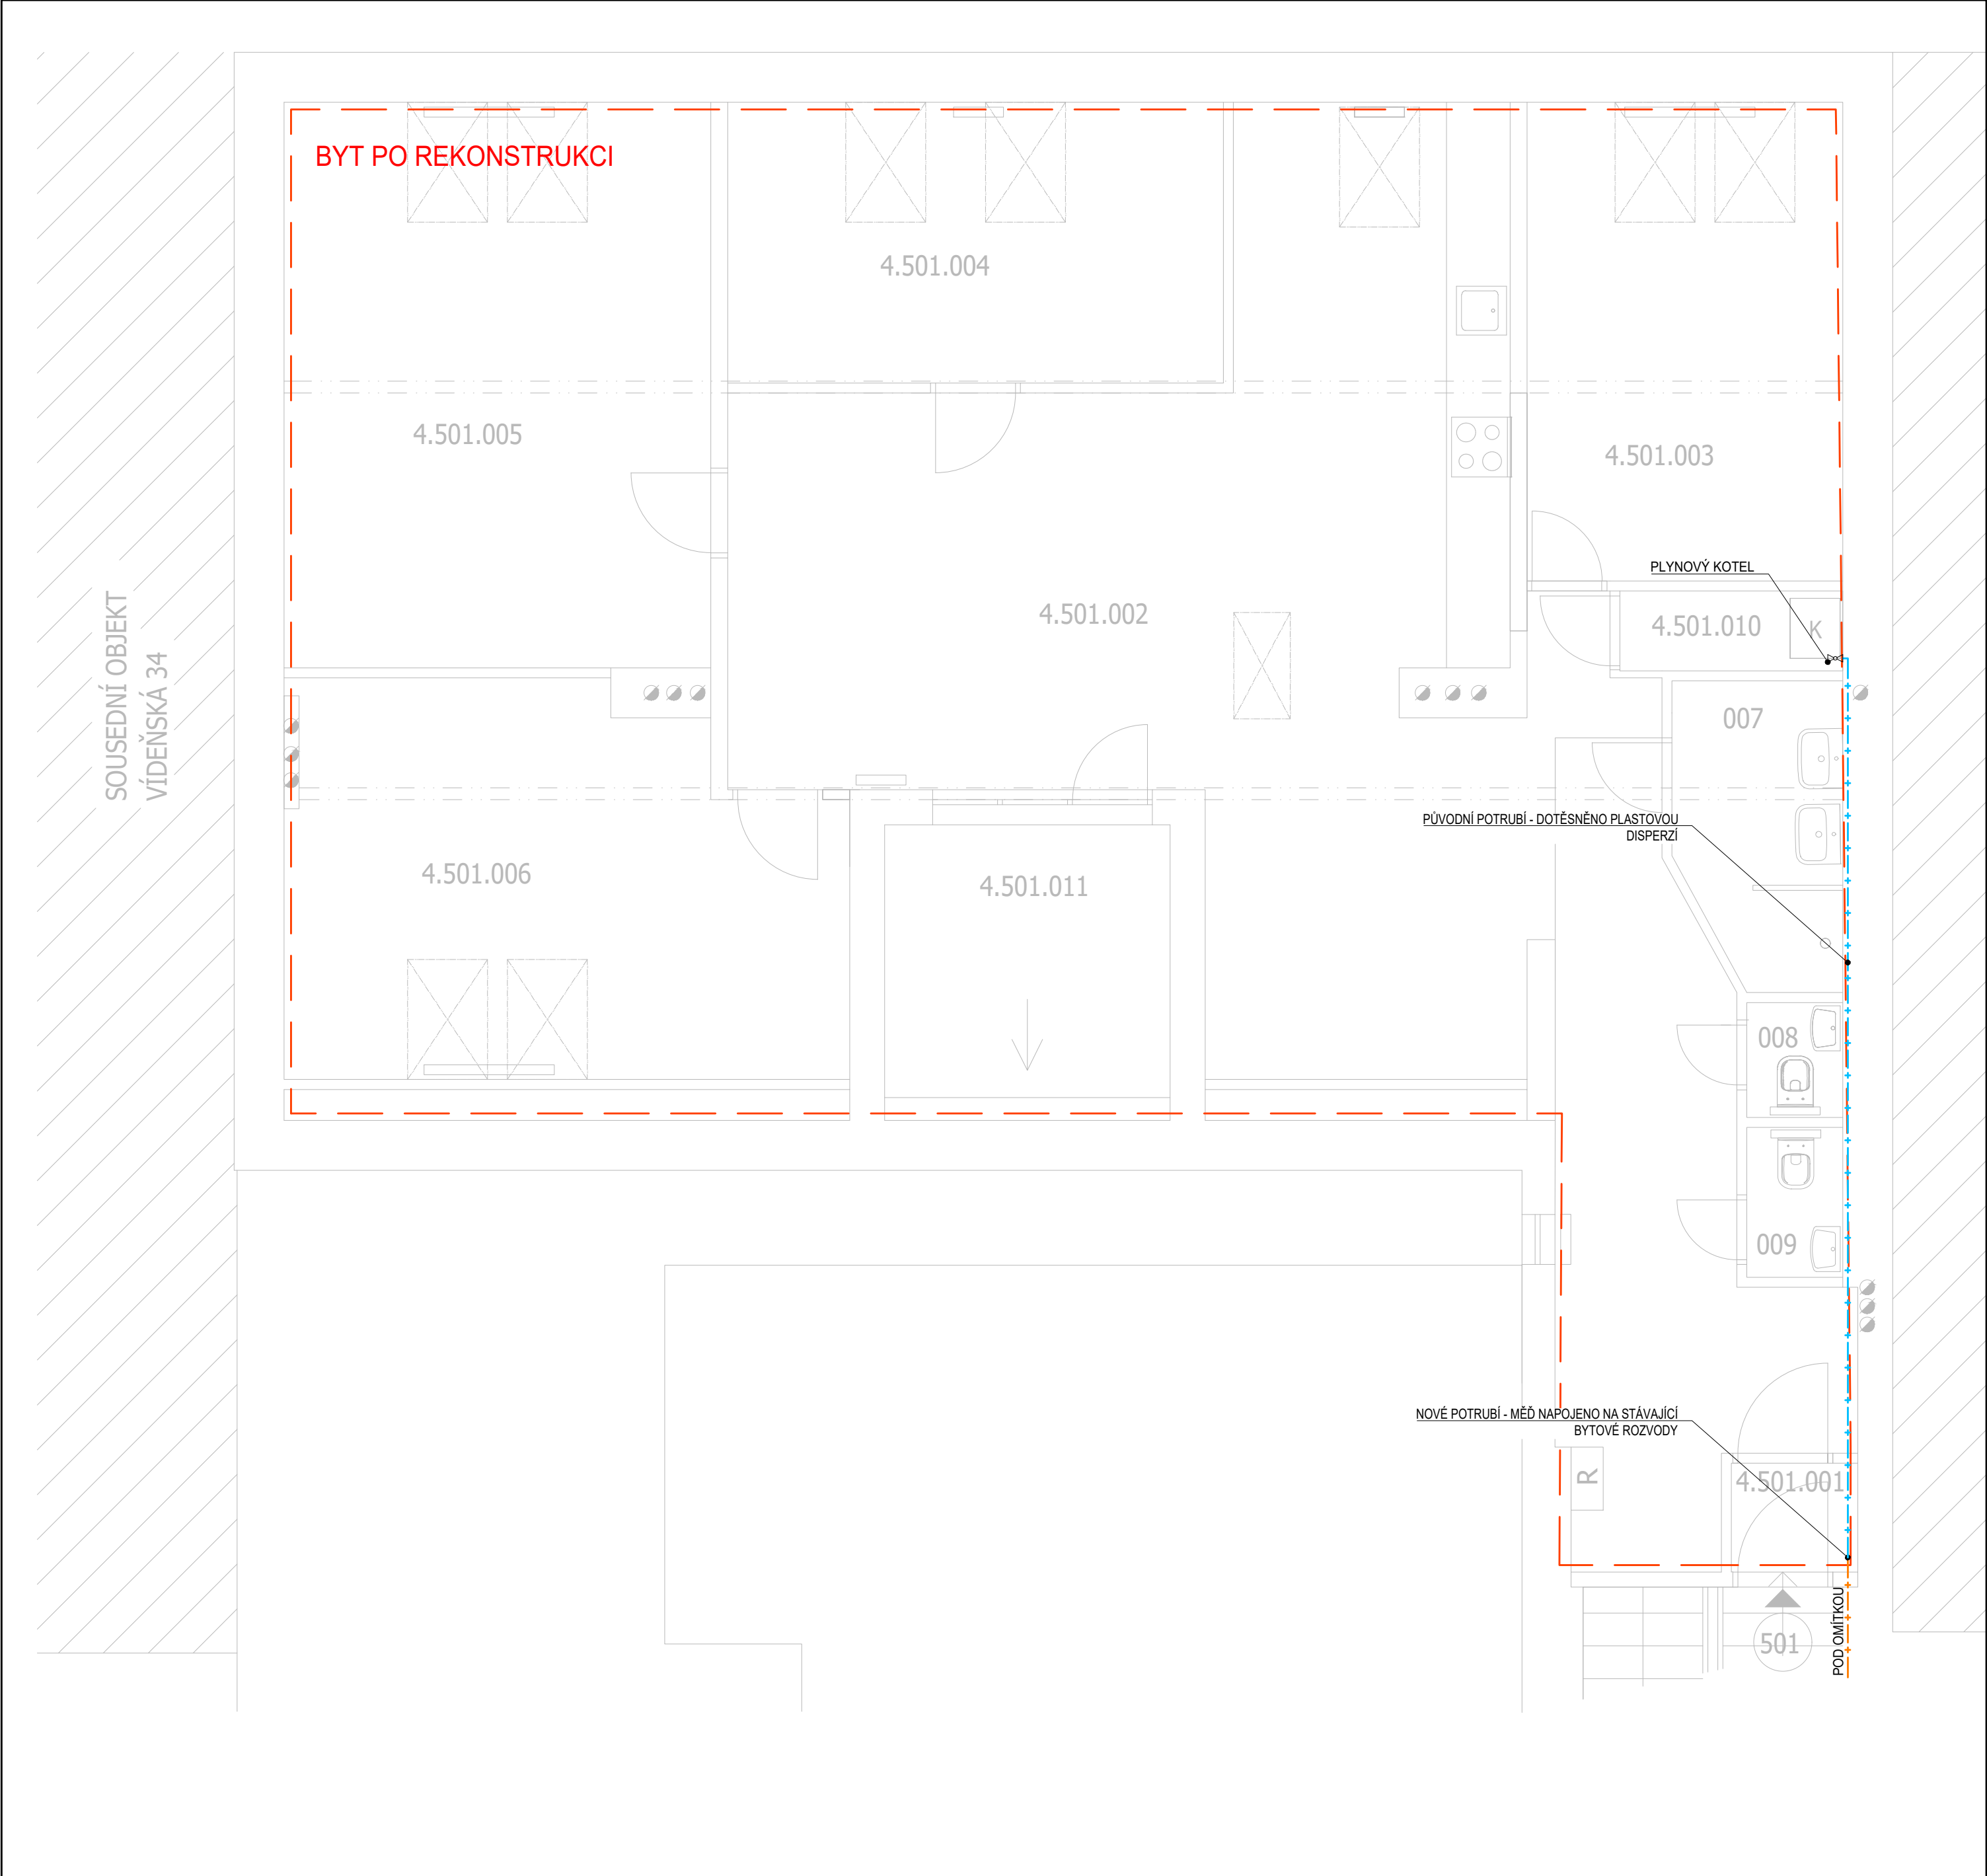 BYT PO REKONSTRUKCI
4.501.004
4.501.005
4.501.003
PLYNOVÝ KOTEL
4.501.002
4.501.010
K
SOUSEDNÍ OBJEKT
VÍDEŇSKÁ 34
007
PŮVODNÍ POTRUBÍ - DOTĚSNĚNO PLASTOVOU
DISPERZÍ
4.501.006
4.501.011
008
009
NOVÉ POTRUBÍ - MĚĎ NAPOJENO NA STÁVAJÍCÍ
BYTOVÉ ROZVODY
R
4.501.001
POD OMÍTKOU
501